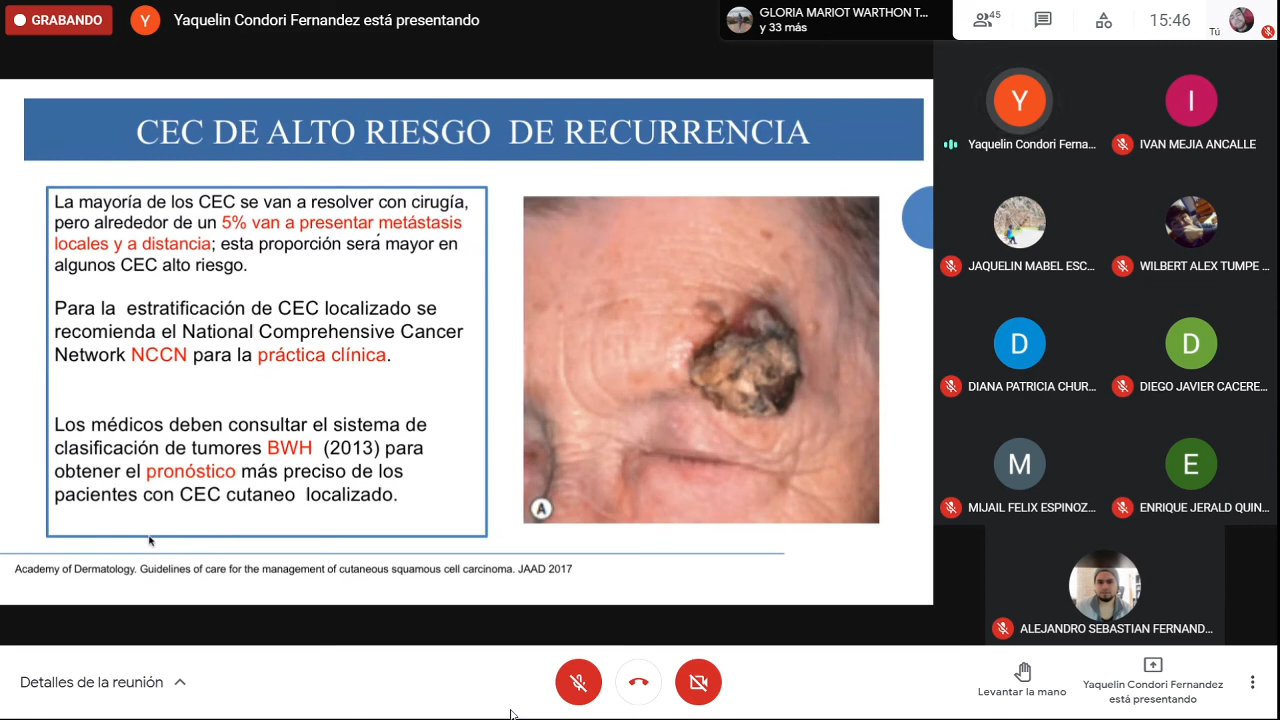 GRABANDO
Y
Yaquelin Condori Fernandez está presentando
GLORIA MARIOT WARTHON T...
y 33 más
45
15:46
Tú
CEC DE ALTO RIESGO DE RECURRENCIA
La mayoría de los CEC se van a resolver con cirugía,
pero alrededor de un 5% van a presentar metástasis
locales y a distancia; esta proporción será mayor en
algunos CEC alto riesgo.
Para la estratificación de CEC localizado se
recomienda el National Comprehensive Cancer
Network NCCN para la práctica clínica.
Los médicos deben consultar el sistema de
clasificación de tumores BWH (2013) para
obtener el pronóstico más preciso de los
pacientes con CEC cutaneo localizado.
A
Academy of Dermatology. Guidelines of care for the management of cutaneous squamous cell carcinoma. JAAD 2017
Y
Yaquelin Condori Ferna...
I
IVAN MEJIA ANCALLE
JAQUELIN MABEL ESC...
WILBERT ALEX TUMPE ...
D
DIANA PATRICIA CHUR...
D
DIEGO JAVIER CACERE...
M
MIJAIL FELIX ESPINOZ...
E
ENRIQUE JERALD QUIN...
ALEJANDRO SEBASTIAN FERNAND...
Detalles de la reunión
Levantar la mano
Yaquelin Condori Fernandez
está presentando